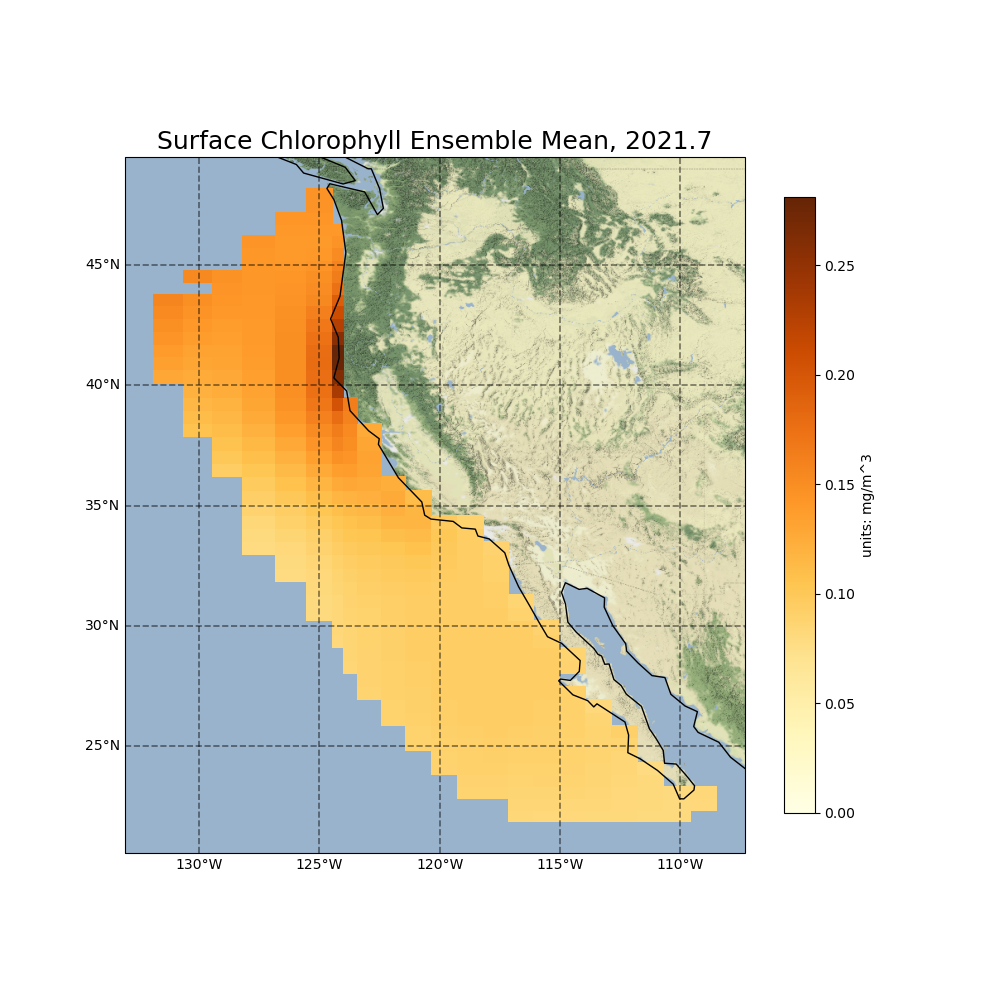 Surface Chlorophyll Ensemble Mean, 2021.7
45°N
40°N
35°N
30°N
25°N
130°W 125°W 120°W 115°W 110°W
0.25
0.20
0.15
0.10
0.05
0.00
units: mg/m^3